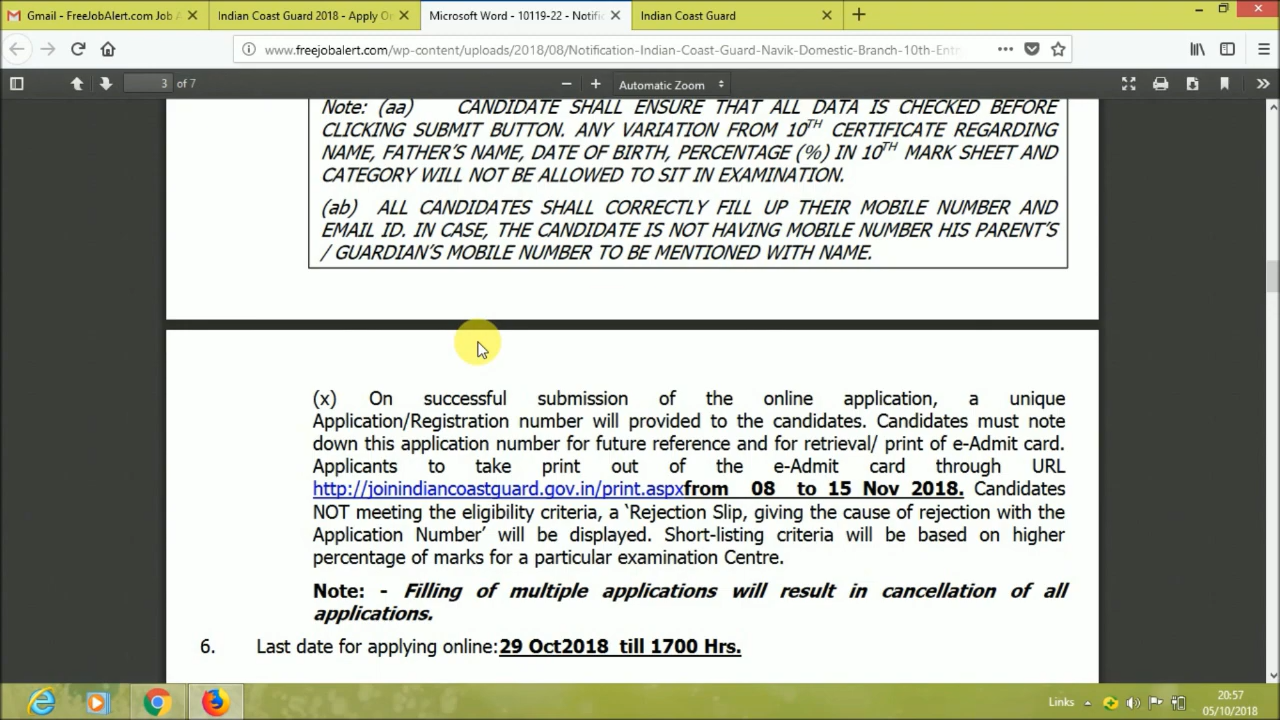 Gmail - FreeJobAlert.com Job A
Indian Coast Guard 2018 - Apply On
Microsoft Word - 10119-22 - Notific
Indian Coast Guard
www.freejobalert.com/wp-content/uploads/2018/08/Notification-Indian-Coast-Guard-Navik-Domestic-Branch-10th-Entr
3 of 7
Automatic Zoom
Note: (aa) CANDIDATE SHALL ENSURE THAT ALL DATA IS CHECKED BEFORE
CLICKING SUBMIT BUTTON. ANY VARIATION FROM 10TH CERTIFICATE REGARDING
NAME, FATHER'S NAME, DATE OF BIRTH, PERCENTAGE (%) IN 10TH MARK SHEET AND
CATEGORY WILL NOT BE ALLOWED TO SIT IN EXAMINATION.
(ab) ALL CANDIDATES SHALL CORRECTLY FILL UP THEIR MOBILE NUMBER AND
EMAIL ID. IN CASE, THE CANDIDATE IS NOT HAVING MOBILE NUMBER HIS PARENT'S
/ GUARDIAN'S MOBILE NUMBER TO BE MENTIONED WITH NAME.
(x) On successful submission of the online application, a unique
Application/Registration number will provided to the candidates. Candidates must note
down this application number for future reference and for retrieval/ print of e-Admit card.
Applicants to take print out of the e-Admit card through URL
http://joinindiancoastguard.gov.in/print.aspxfrom 08 to 15 Nov 2018. Candidates
NOT meeting the eligibility criteria, a 'Rejection Slip, giving the cause of rejection with the
Application Number' will be displayed. Short-listing criteria will be based on higher
percentage of marks for a particular examination Centre.
Note: - Filling of multiple applications will result in cancellation of all
applications.
6. Last date for applying online:29 Oct2018 till 1700 Hrs.
Links
20:57
05/10/2018